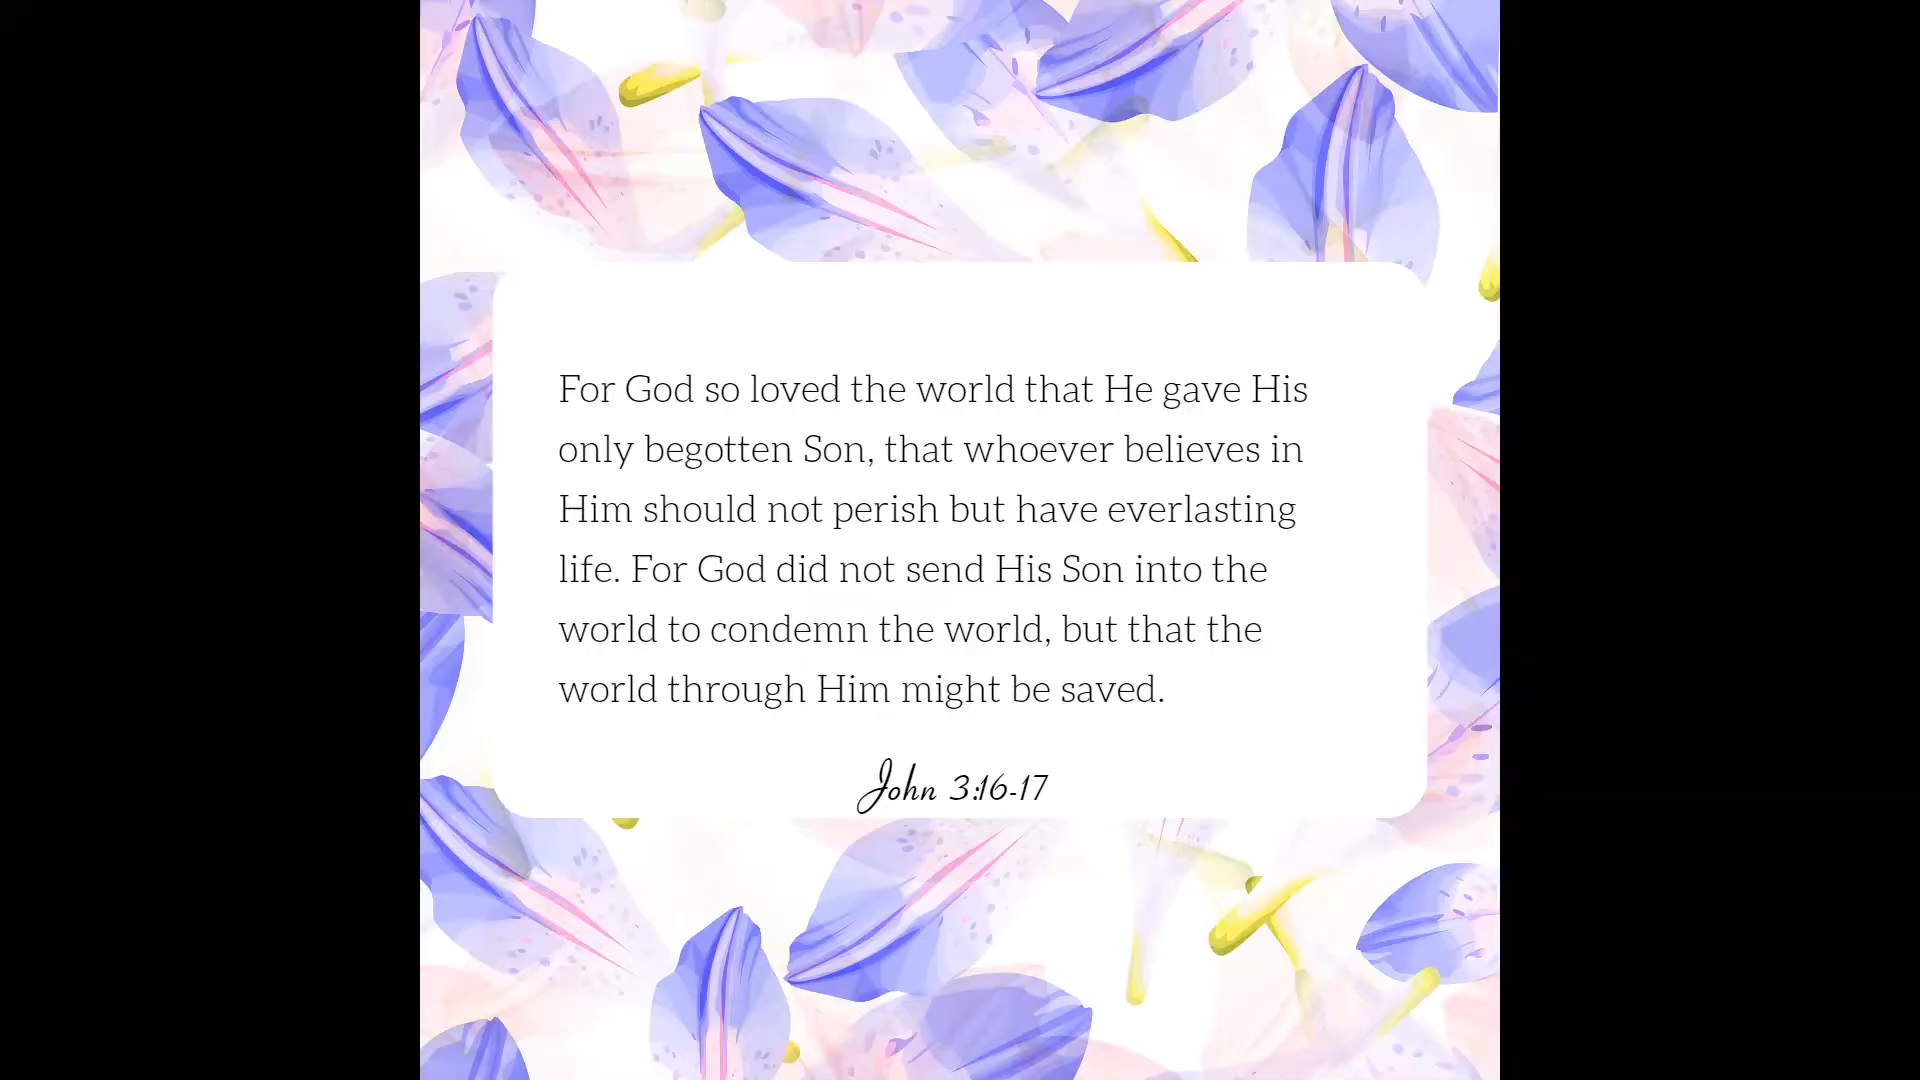 For God so loved the world that He gave His
only begotten Son, that whoever believes in
Him should not perish but have everlasting
life. For God did not send His Son into the
world to condemn the world, but that the
world through Him might be saved.
John 3:16-17